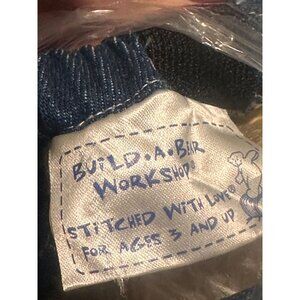 BUiLD·A·BEAR
WORKSHOP®
STITCHED WITH LOVE®
FOR AGES 3 AND UP